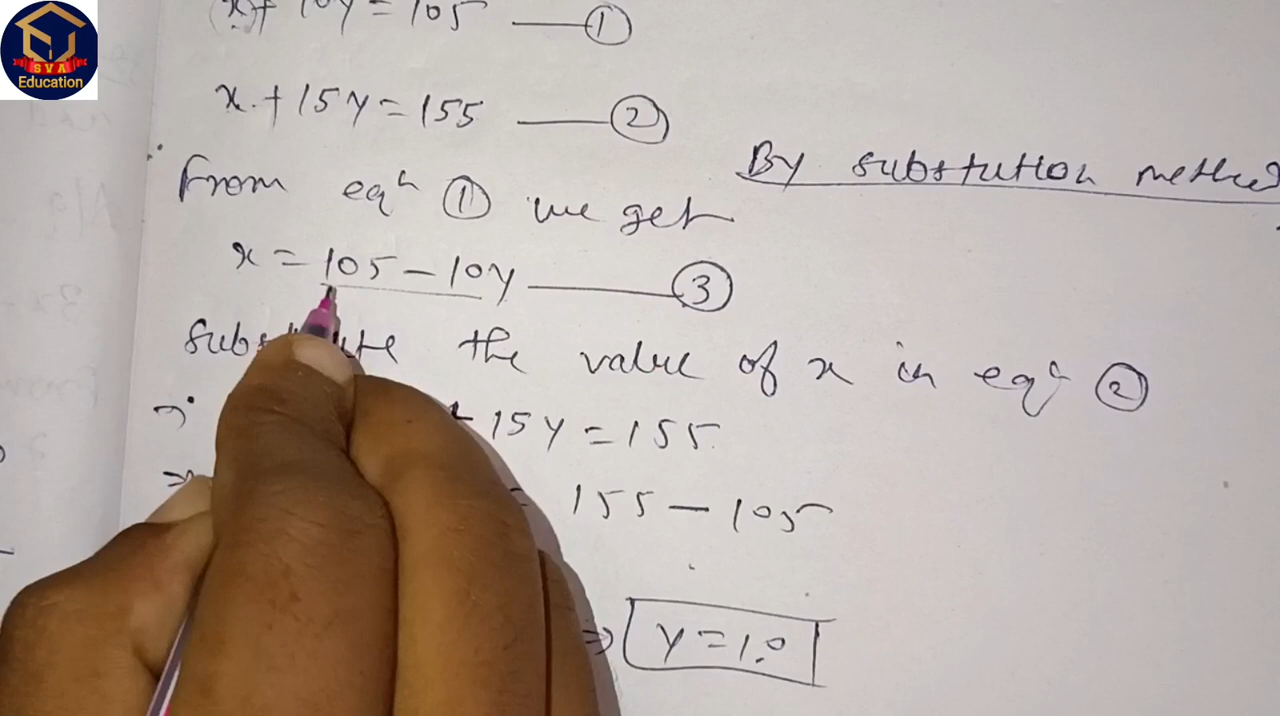 SVA
Education
x + 10y = 105 ①
x + 15y = 155 ②
By substution method
From eqⁿ ① we get
x = 105 - 10y ③
the value of x in eqⁿ ②
⇒ + 15y = 155
⇒ = 155 - 105
⇒ y = 10